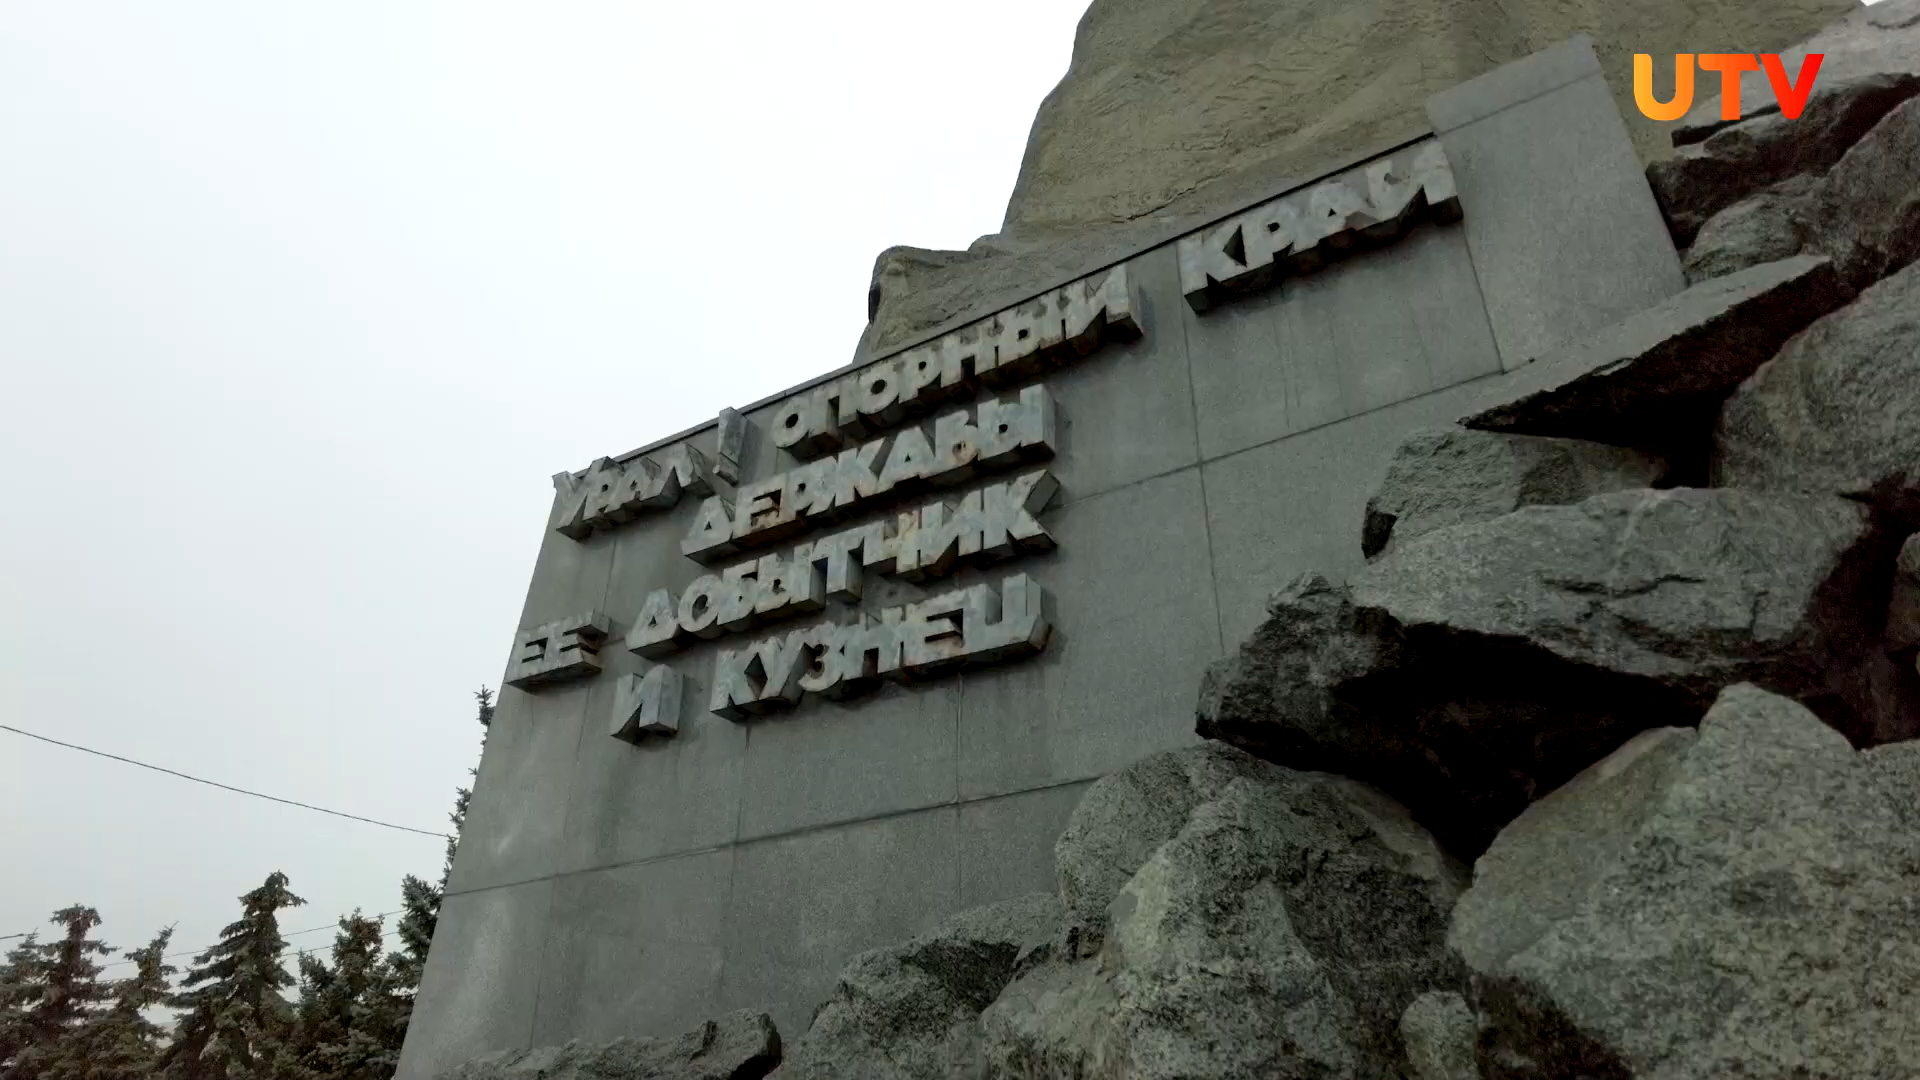 UTV
УРАЛ! ОПОРНЫЙ КРАЙ
ДЕРЖАВЫ
ЕЕ- ДОБЫТЧИК
И КУЗНЕЦ